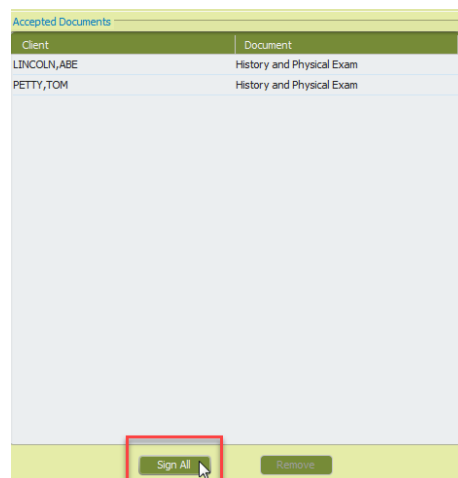 Accepted Documents
Client Document
LINCOLN,ABE History and Physical Exam
PETTY,TOM History and Physical Exam
Sign All Remove